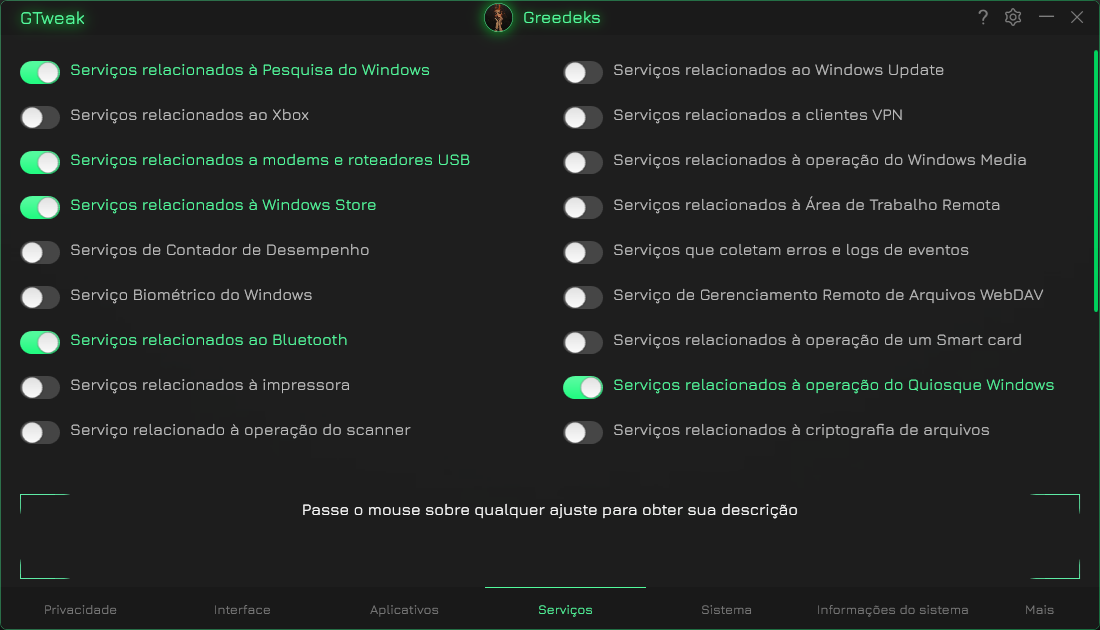 GTweak
Greedeks
?
Serviços relacionados à Pesquisa do Windows
Serviços relacionados ao Windows Update
Serviços relacionados ao Xbox
Serviços relacionados a clientes VPN
Serviços relacionados a modems e roteadores USB
Serviços relacionados à operação do Windows Media
Serviços relacionados à Windows Store
Serviços relacionados à Área de Trabalho Remota
Serviços de Contador de Desempenho
Serviços que coletam erros e logs de eventos
Serviço Biométrico do Windows
Serviço de Gerenciamento Remoto de Arquivos WebDAV
Serviços relacionados ao Bluetooth
Serviços relacionados à operação de um Smart card
Serviços relacionados à impressora
Serviços relacionados à operação do Quiosque Windows
Serviço relacionado à operação do scanner
Serviços relacionados à criptografia de arquivos
Passe o mouse sobre qualquer ajuste para obter sua descrição
Privacidade Interface Aplicativos Serviços Sistema Informações do sistema Mais